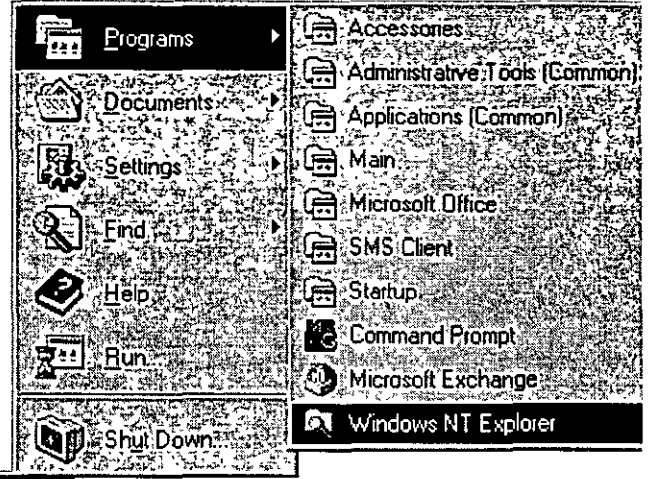 Programs
Documents
Settings
Find
Help
Run...
Shut Down...
Accessories
Administrative Tools (Common)
Applications (Common)
Main
Microsoft Office
SMS Client
Startup
Command Prompt
Microsoft Exchange
Windows NT Explorer